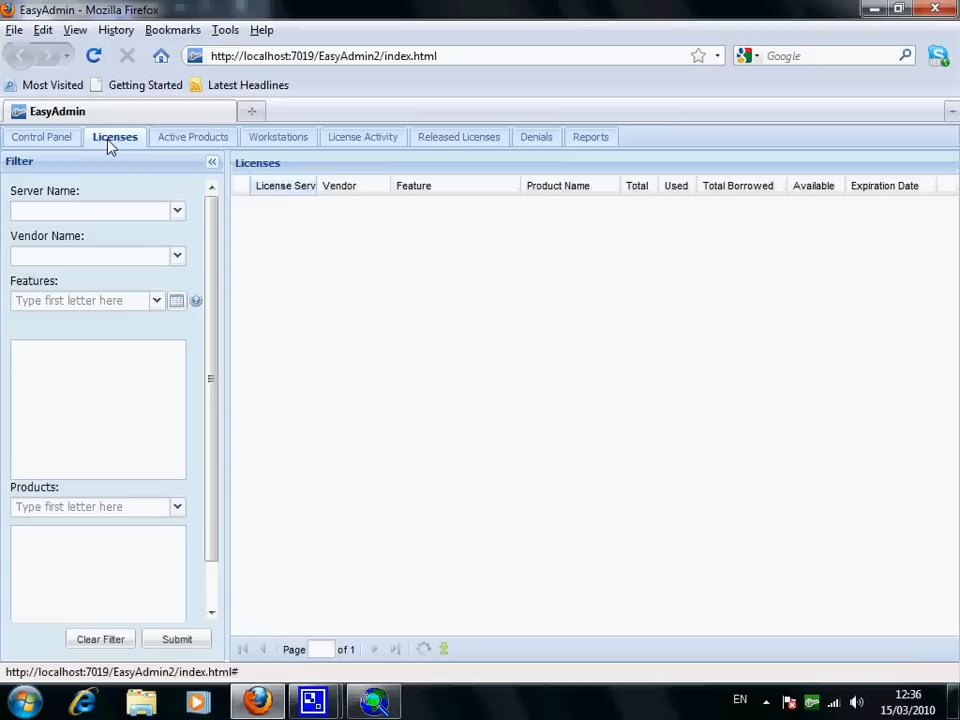 EasyAdmin - Mozilla Firefox
File Edit View History Bookmarks Tools Help
http://localhost:7019/EasyAdmin2/index.html
Google
Most Visited Getting Started Latest Headlines
EasyAdmin
Control Panel Licenses Active Products Workstations License Activity Released Licenses Denials Reports
Filter
Licenses
License Serv Vendor Feature Product Name Total Used Total Borrowed Available Expiration Date
Server Name:
Vendor Name:
Features:
Type first letter here
Products:
Type first letter here
Clear Filter Submit
Page of 1
http://localhost:7019/EasyAdmin2/index.html#
EN
12:36
15/03/2010